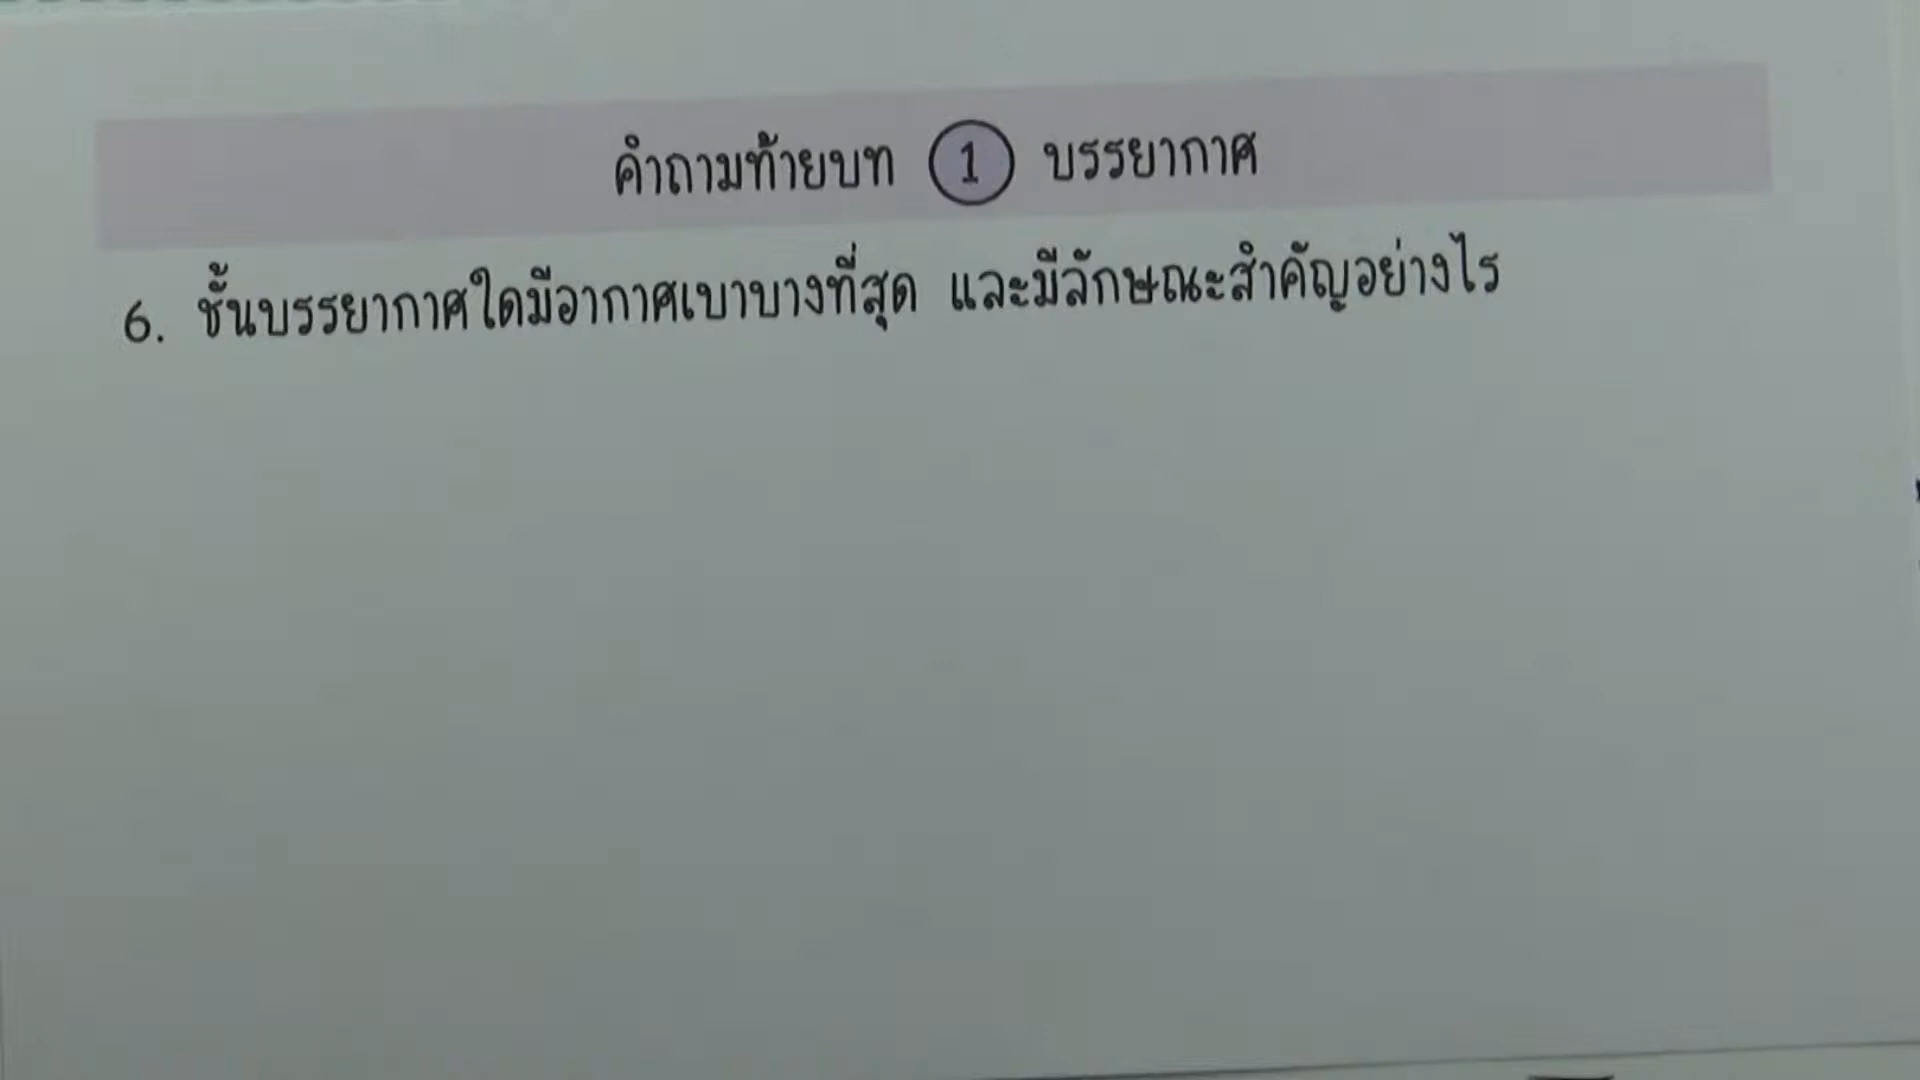 คำถามท้ายบท 1 บรรยากาศ
6. ชั้นบรรยากาศใดมีอากาศเบาบางที่สุด และมีลักษณะสำคัญอย่างไร